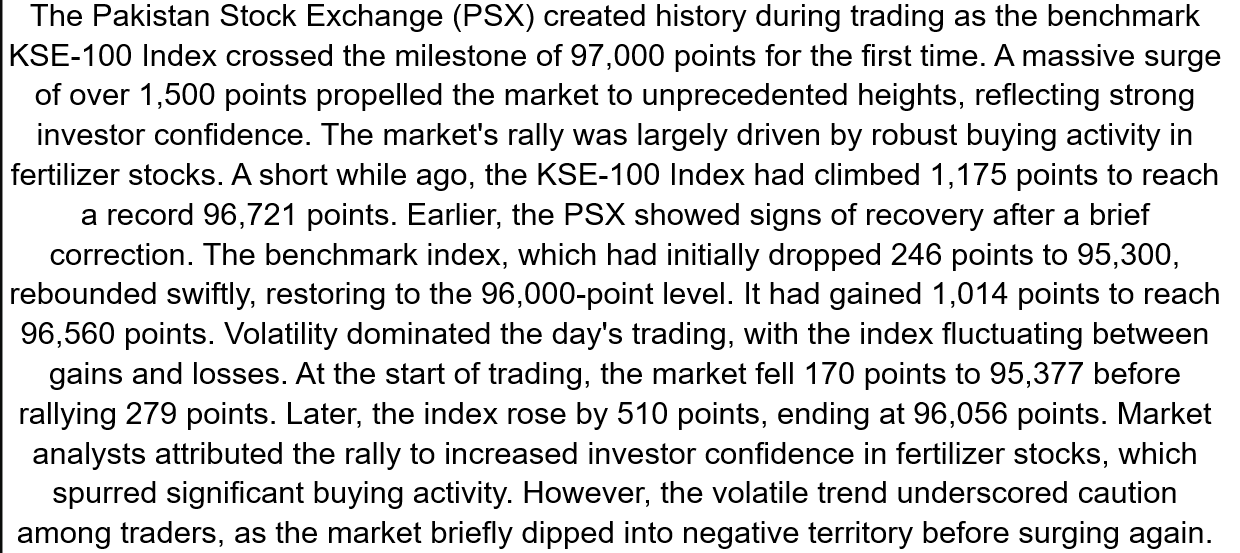 The Pakistan Stock Exchange (PSX) created history during trading as the benchmark
KSE-100 Index crossed the milestone of 97,000 points for the first time. A massive surge
of over 1,500 points propelled the market to unprecedented heights, reflecting strong
investor confidence. The market's rally was largely driven by robust buying activity in
fertilizer stocks. A short while ago, the KSE-100 Index had climbed 1,175 points to reach
a record 96,721 points. Earlier, the PSX showed signs of recovery after a brief
correction. The benchmark index, which had initially dropped 246 points to 95,300,
rebounded swiftly, restoring to the 96,000-point level. It had gained 1,014 points to reach
96,560 points. Volatility dominated the day's trading, with the index fluctuating between
gains and losses. At the start of trading, the market fell 170 points to 95,377 before
rallying 279 points. Later, the index rose by 510 points, ending at 96,056 points. Market
analysts attributed the rally to increased investor confidence in fertilizer stocks, which
spurred significant buying activity. However, the volatile trend underscored caution
among traders, as the market briefly dipped into negative territory before surging again.